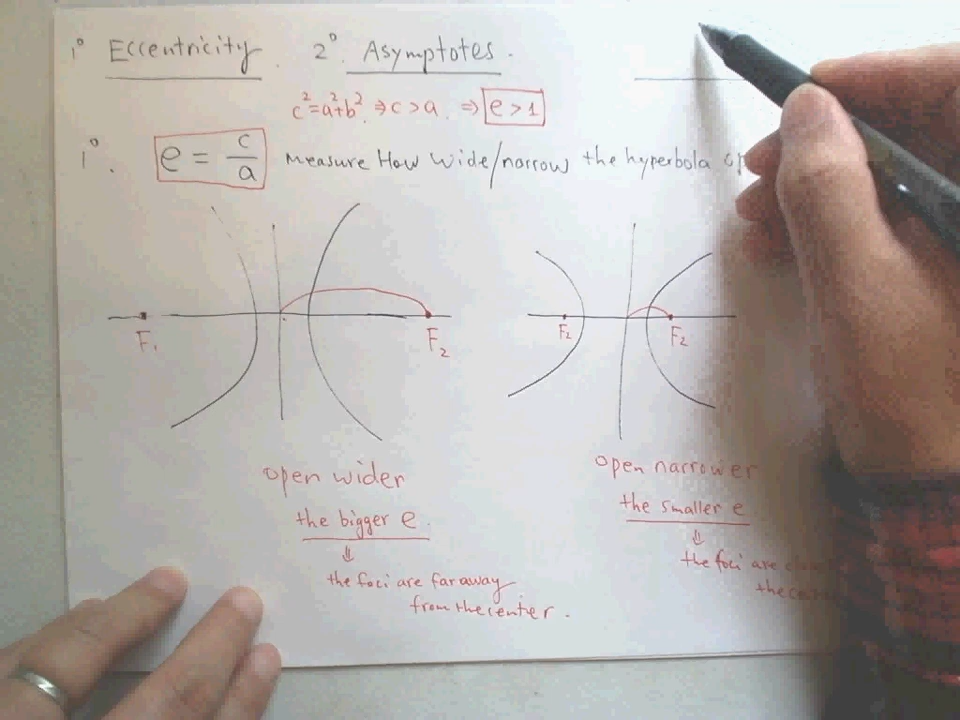 1° Eccentricity. 2° Asymptotes.
c²=a²+b². ⇒ c>a. ⇒ e>1
1°. e = c/a measure How wide/narrow the hyperbola
F₁ F₂ F₂ F₂
open wider
open narrower
the bigger e.
the smaller e
⇓
⇓
the foci are far away
from the center.
the foci are
the